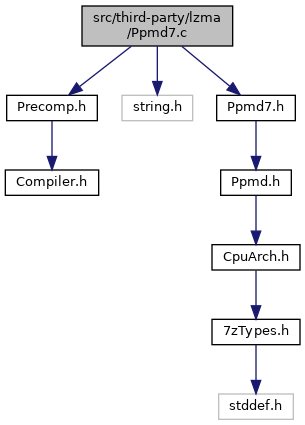 src/third-party/lzma
/Ppmd7.c
Precomp.h
string.h
Ppmd7.h
Compiler.h
Ppmd.h
CpuArch.h
7zTypes.h
stddef.h